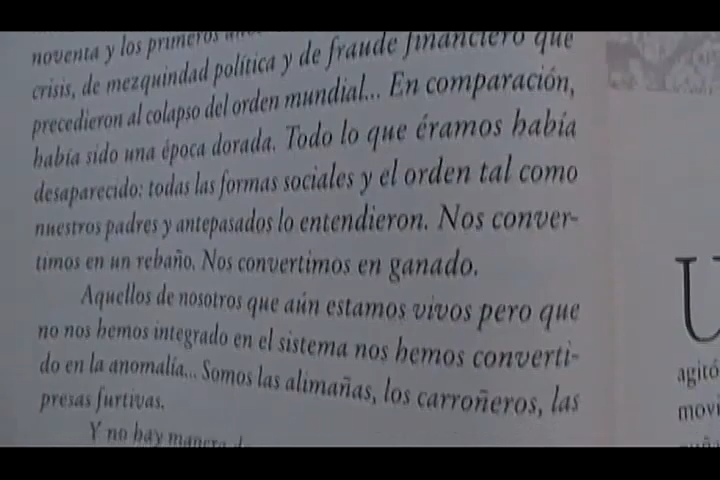 noventa y los primeros
crisis, de mezquindad política y de fraude financiero que
precedieron al colapso del orden mundial... En comparación,
había sido una época dorada. Todo lo que éramos había
desaparecido: todas las formas sociales y el orden tal como
nuestros padres y antepasados lo entendieron. Nos conver-
timos en un rebaño. Nos convertimos en ganado.
Aquellos de nosotros que aún estamos vivos pero que
no nos hemos integrado en el sistema nos hemos converti-
do en la anomalía... Somos las alimañas, los carroñeros, las
presas furtivas.
Y no hay manera
U
agitó
movi